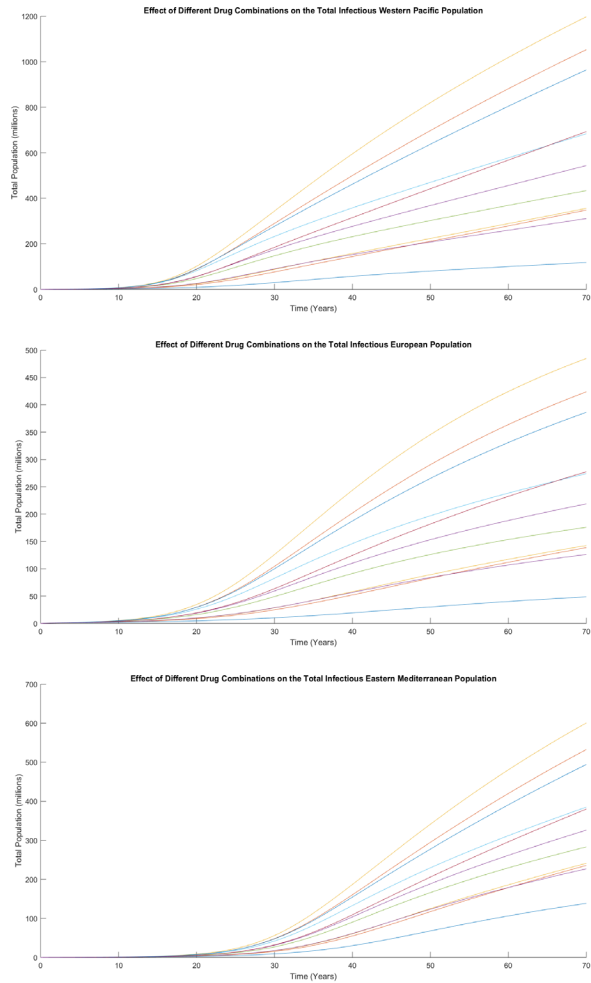 Effect of Different Drug Combinations on the Total Infectious Western Pacific Population
1200
1000
800
600
400
200
0
Total Population (millions)
0 10 20 30 40 50 60 70
Time (Years)
Effect of Different Drug Combinations on the Total Infectious European Population
500
450
400
350
300
250
200
150
100
50
0
Total Population (millions)
0 10 20 30 40 50 60 70
Time (Years)
Effect of Different Drug Combinations on the Total Infectious Eastern Mediterranean Population
700
600
500
400
300
200
100
0
Total Population (millions)
0 10 20 30 40 50 60 70
Time (Years)